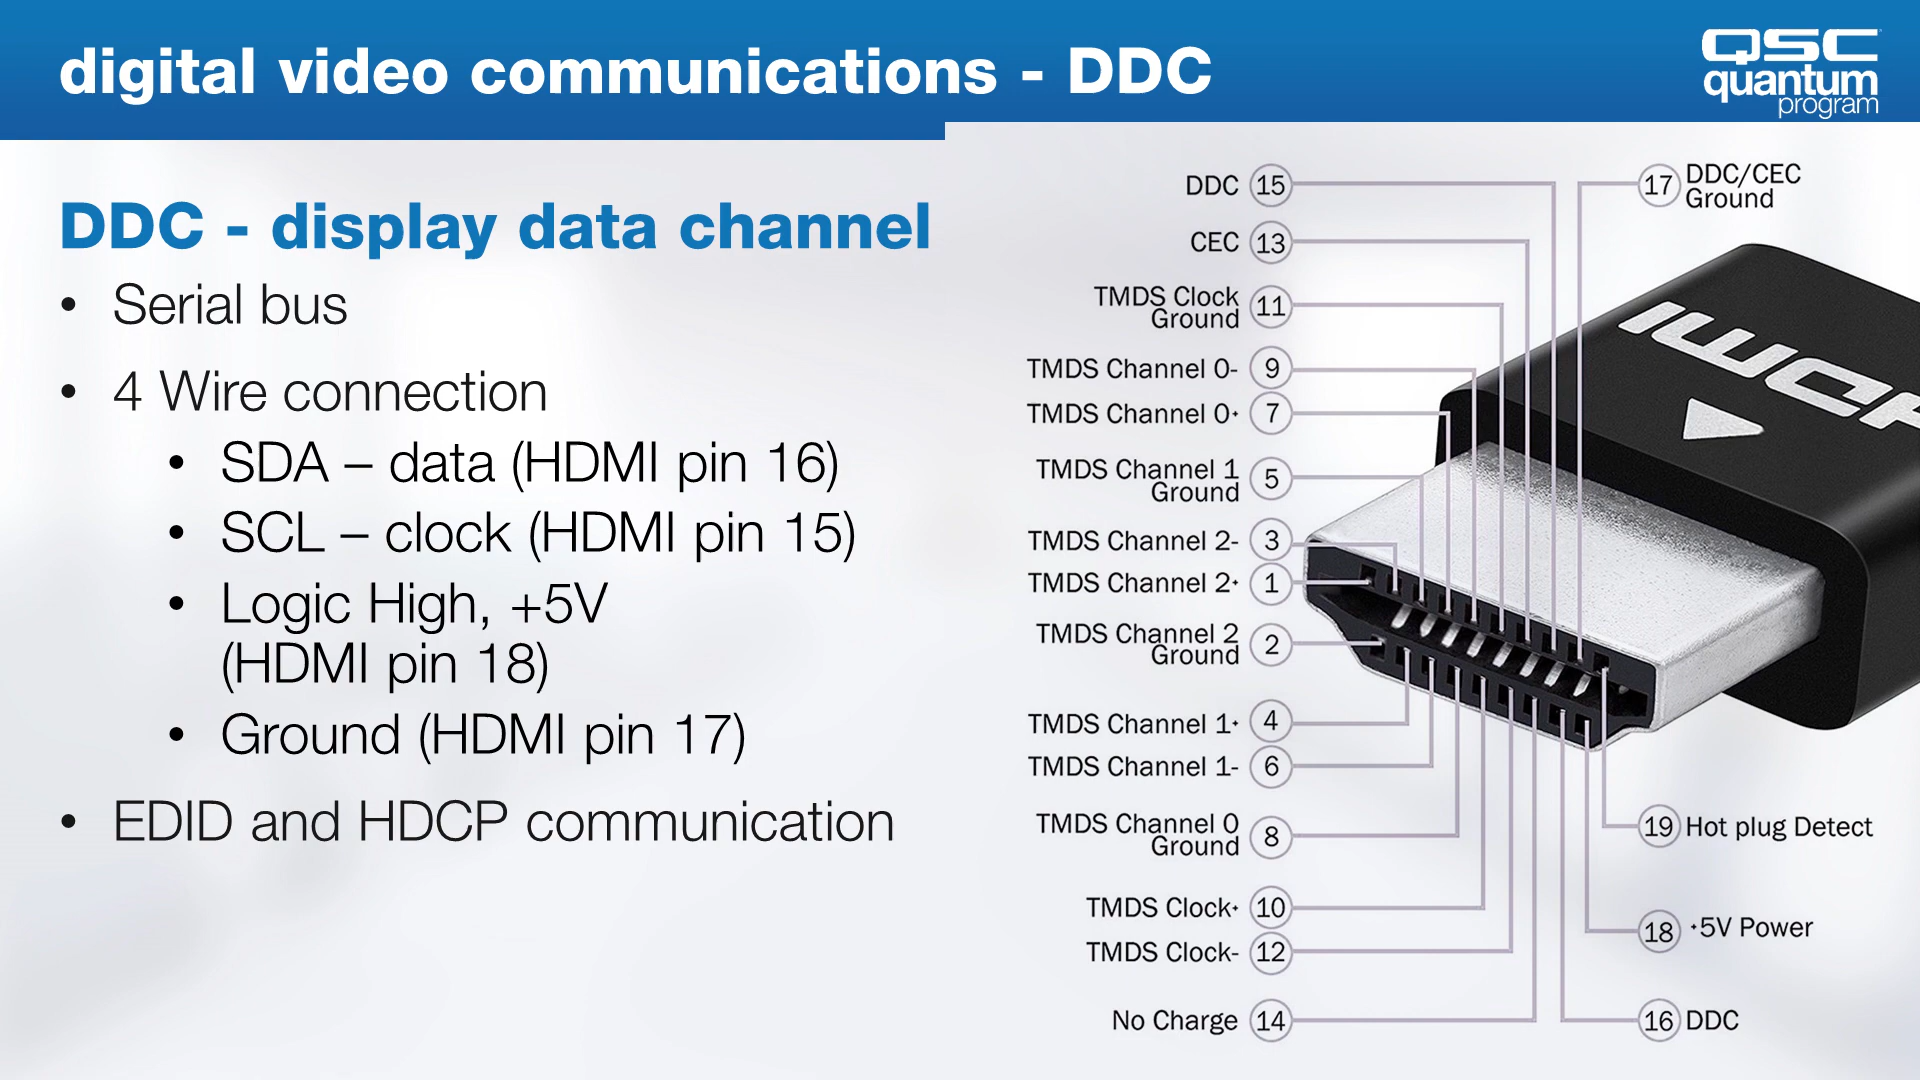 digital video communications - DDC
QSC
quantum
program
DDC - display data channel
• Serial bus
• 4 Wire connection
• SDA – data (HDMI pin 16)
• SCL – clock (HDMI pin 15)
• Logic High, +5V
(HDMI pin 18)
• Ground (HDMI pin 17)
• EDID and HDCP communication
DDC 15
CEC 13
TMDS Clock
Ground 11
TMDS Channel 0- 9
TMDS Channel 0+ 7
TMDS Channel 1
Ground 5
TMDS Channel 2- 3
TMDS Channel 2+ 1
TMDS Channel 2
Ground 2
TMDS Channel 1+ 4
TMDS Channel 1- 6
TMDS Channel 0
Ground 8
TMDS Clock+ 10
TMDS Clock- 12
No Charge 14
17 DDC/CEC
Ground
HDMI
19 Hot plug Detect
18 +5V Power
16 DDC